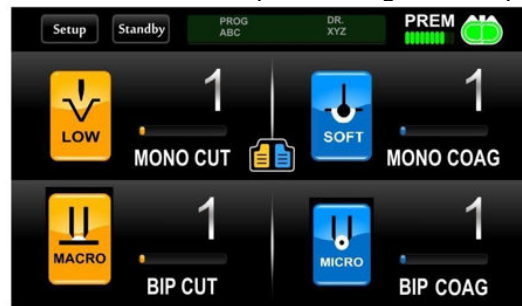 Setup Standby PROG DR. PREM
ABC XYZ
1 1
LOW SOFT
MONO CUT MONO COAG
1 1
MACRO MICRO
BIP CUT BIP COAG